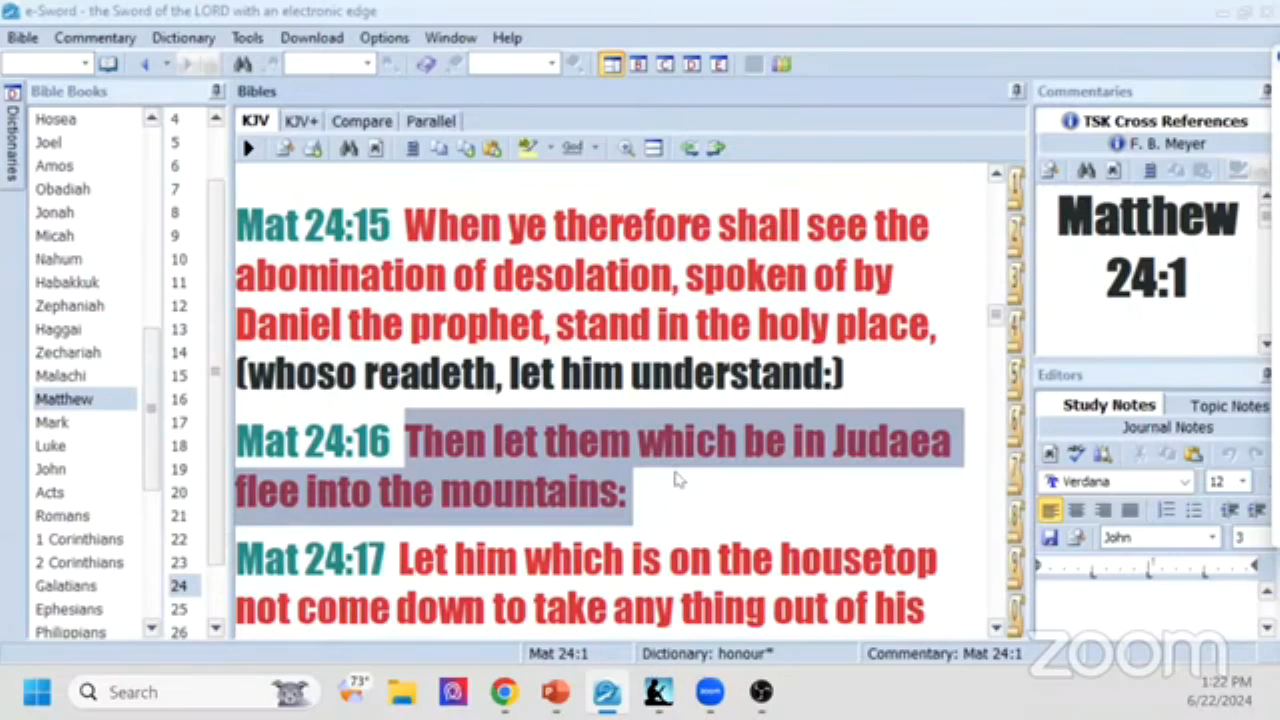 e-Sword - the Sword of the LORD with an electronic edge
Bible Commentary Dictionary Tools Download Options Window Help
Dictionaries
Bible Books
Hosea
Joel
Amos
Obadiah
Jonah
Micah
Nahum
Habakkuk
Zephaniah
Haggai
Zechariah
Malachi
Matthew
Mark
Luke
John
Acts
Romans
1 Corinthians
2 Corinthians
Galatians
Ephesians
Philippians
4
5
6
7
8
9
10
11
12
13
14
15
16
17
18
19
20
21
22
23
24
25
26
Bibles
KJV KJV+ Compare Parallel
Mat 24:15 When ye therefore shall see the
abomination of desolation, spoken of by
Daniel the prophet, stand in the holy place,
(whoso readeth, let him understand:)
Mat 24:16 Then let them which be in Judaea
flee into the mountains:
Mat 24:17 Let him which is on the housetop
not come down to take any thing out of his
Commentaries
TSK Cross References
F. B. Meyer
Matthew
24:1
Editors
Study Notes Topic Notes
Journal Notes
Verdana 12
John 3
Mat 24:1 Dictionary: honour* Commentary: Mat 24:1
zoom
Search
73°
zoom
1:22 PM
6/22/2024